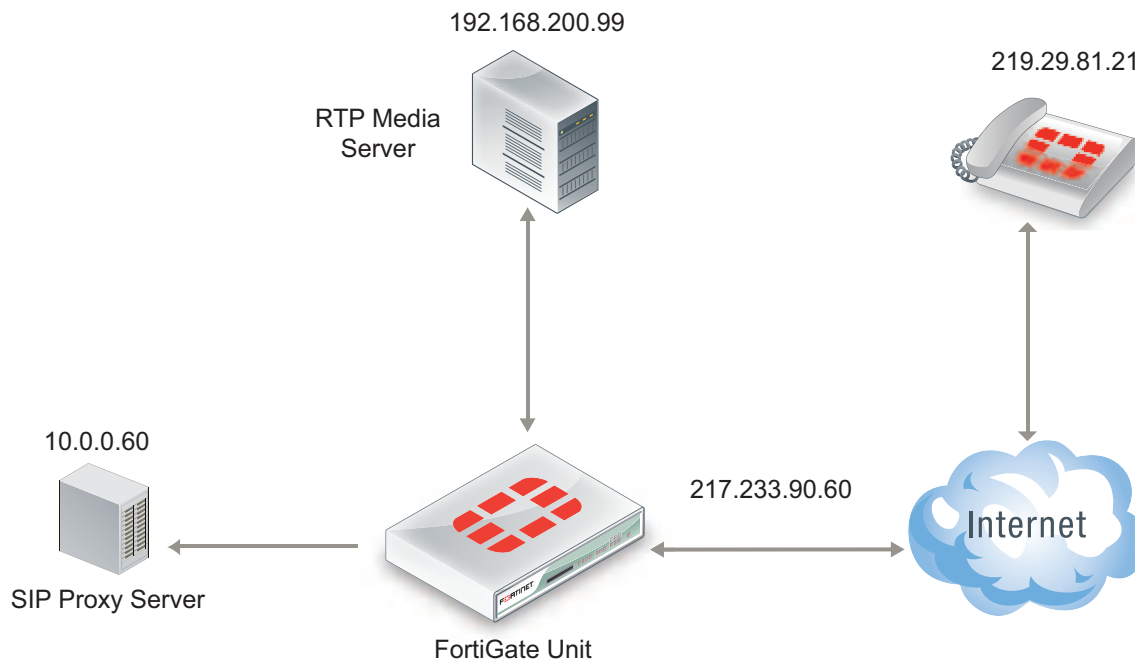 192.168.200.99
219.29.81.21
RTP Media
Server
10.0.0.60
217.233.90.60
Internet
SIP Proxy Server
FORTINET
FortiGate Unit